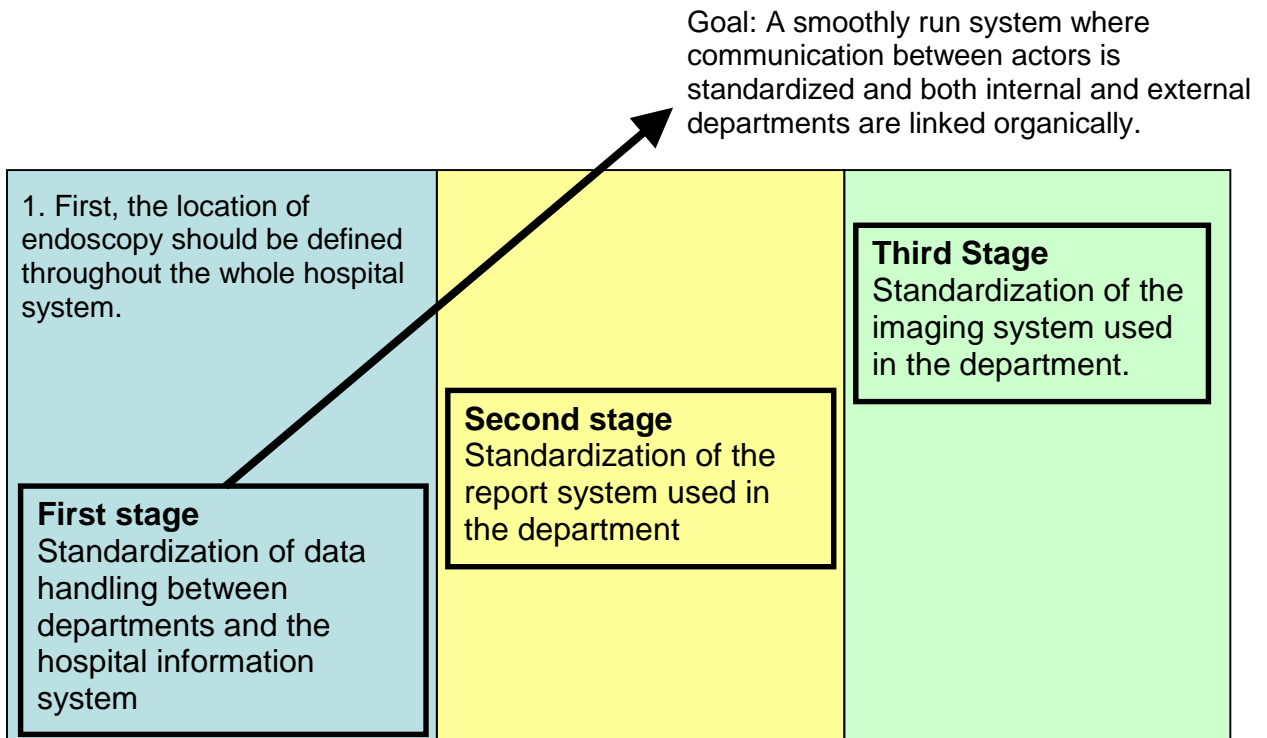 Goal: A smoothly run system where
communication between actors is
standardized and both internal and external
departments are linked organically.
1. First, the location of
endoscopy should be defined
throughout the whole hospital
system.
First stage
Standardization of data
handling between
departments and the
hospital information
system
Second stage
Standardization of the
report system used in
the department
Third Stage
Standardization of the
imaging system used
in the department.